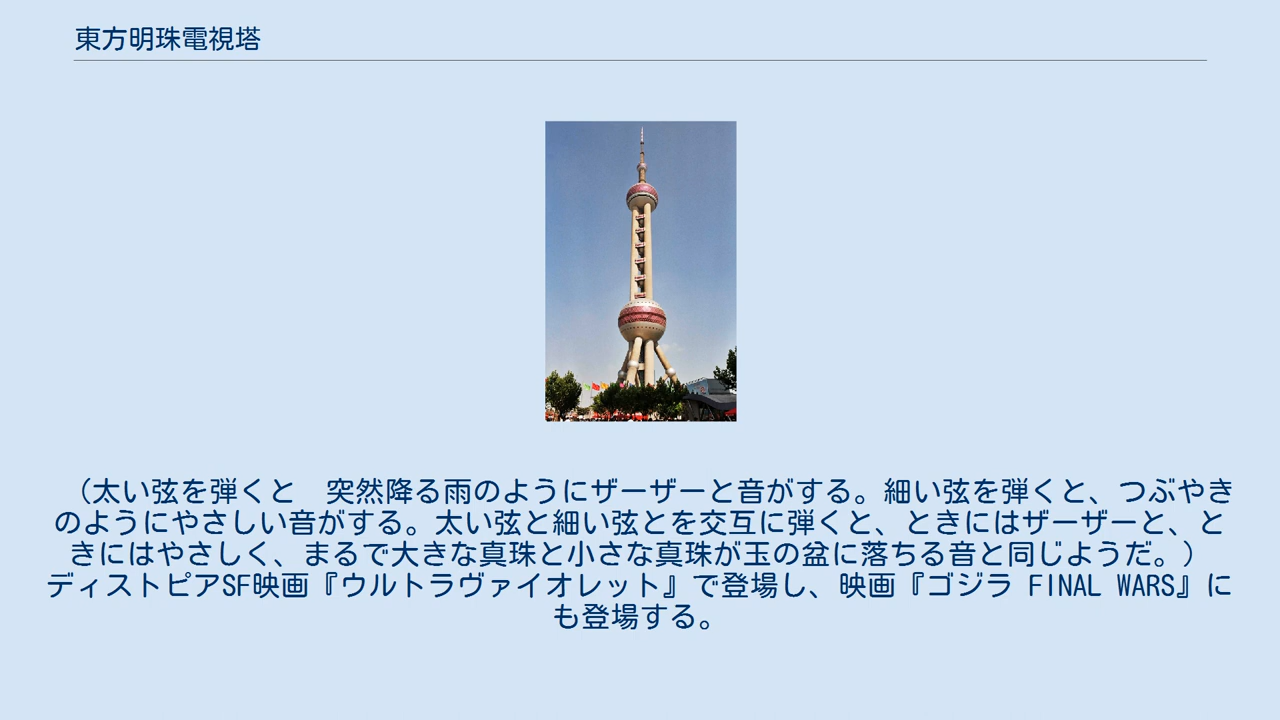 東方明珠電視塔
（太い弦を弾くと　突然降る雨のようにザーザーと音がする。細い弦を弾くと、つぶやき
のようにやさしい音がする。太い弦と細い弦とを交互に弾くと、ときにはザーザーと、と
きにはやさしく、まるで大きな真珠と小さな真珠が玉の盆に落ちる音と同じようだ。）
ディストピアSF映画『ウルトラヴァイオレット』で登場し、映画『ゴジラ FINAL WARS』に
も登場する。